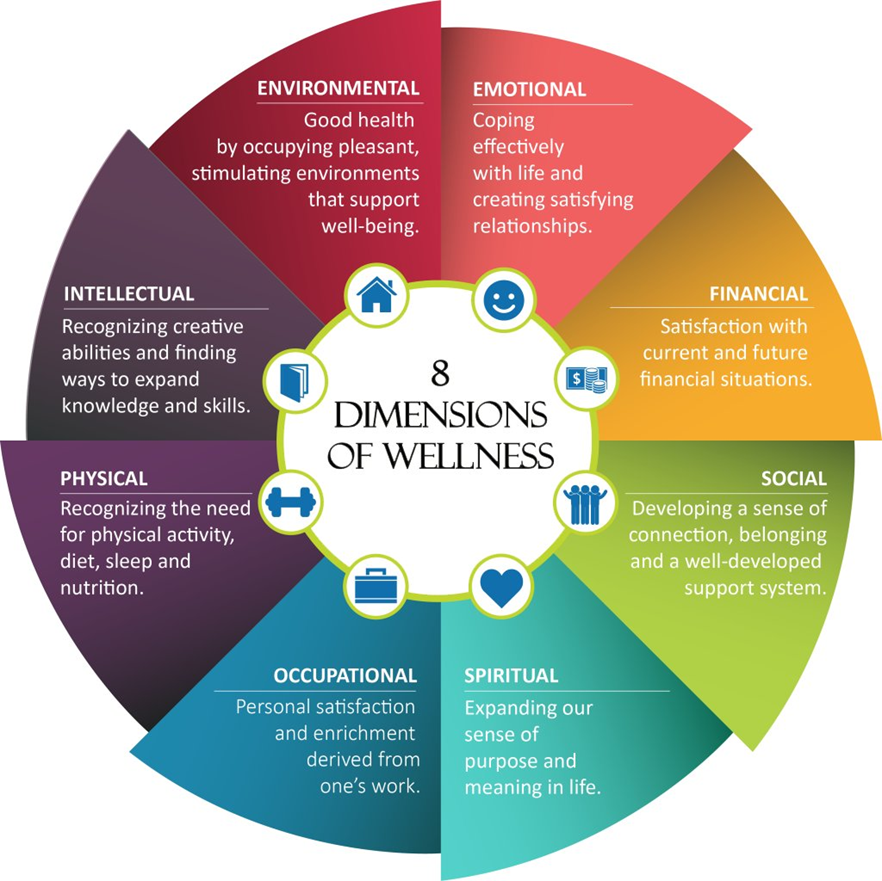 8
DIMENSIONS
OF WELLNESS
EMOTIONAL
Coping
effectively
with life and
creating satisfying
relationships.
FINANCIAL
Satisfaction with
current and future
financial situations.
SOCIAL
Developing a sense of
connection, belonging
and a well-developed
support system.
SPIRITUAL
Expanding our
sense of
purpose and
meaning in life.
OCCUPATIONAL
Personal satisfaction
and enrichment
derived from
one's work.
PHYSICAL
Recognizing the need
for physical activity,
diet, sleep and
nutrition.
INTELLECTUAL
Recognizing creative
abilities and finding
ways to expand
knowledge and skills.
ENVIRONMENTAL
Good health
by occupying pleasant,
stimulating environments
that support
well-being.
$